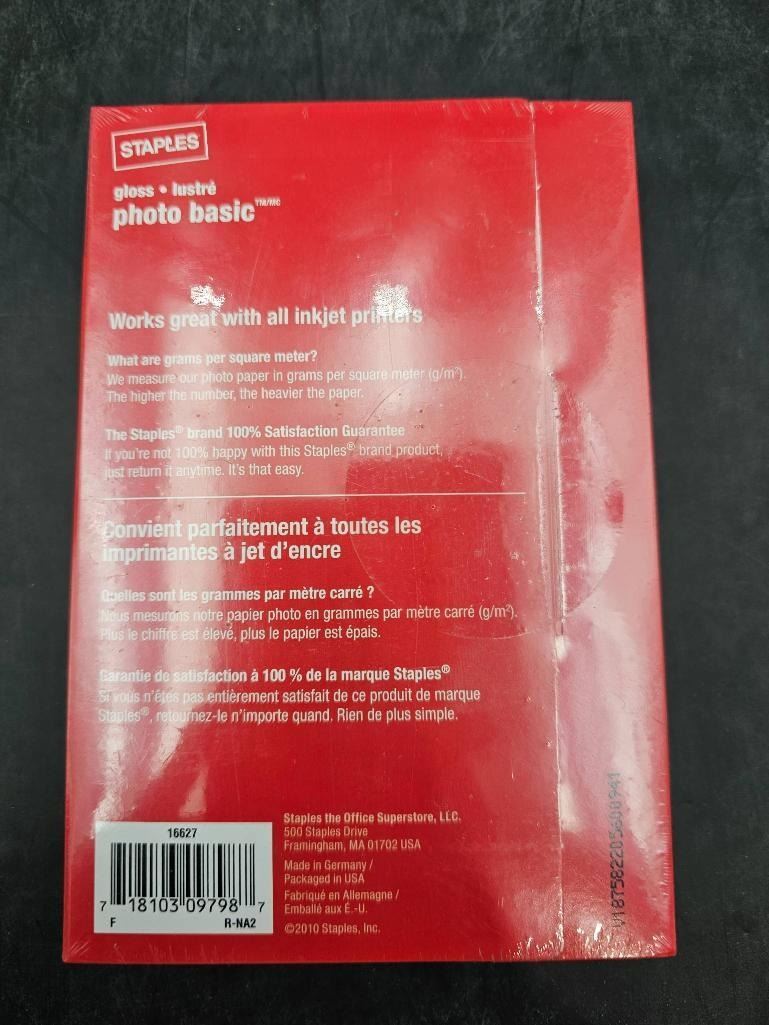 STAPLES
gloss • lustré
photo basic™/MC
Works great with all inkjet printers
What are grams per square meter?
We measure our photo paper in grams per square meter (g/m²).
The higher the number, the heavier the paper.
The Staples® brand 100% Satisfaction Guarantee
If you're not 100% happy with this Staples® brand product,
just return it anytime. It's that easy.
Convient parfaitement à toutes les
imprimantes à jet d'encre
Quelles sont les grammes par mètre carré ?
Nous mesurons notre papier photo en grammes par mètre carré (g/m²).
Plus le chiffre est élevé, plus le papier est épais.
Garantie de satisfaction à 100 % de la marque Staples®
Si vous n'êtes pas entièrement satisfait de ce produit de marque
Staples®, retournez-le n'importe quand. Rien de plus simple.
Staples the Office Superstore, LLC.
500 Staples Drive
Framingham, MA 01702 USA
Made in Germany /
Packaged in USA
Fabriqué en Allemagne /
Emballé aux É.-U.
©2010 Staples, Inc.
16627
7 18103 09798 7
F R-NA2